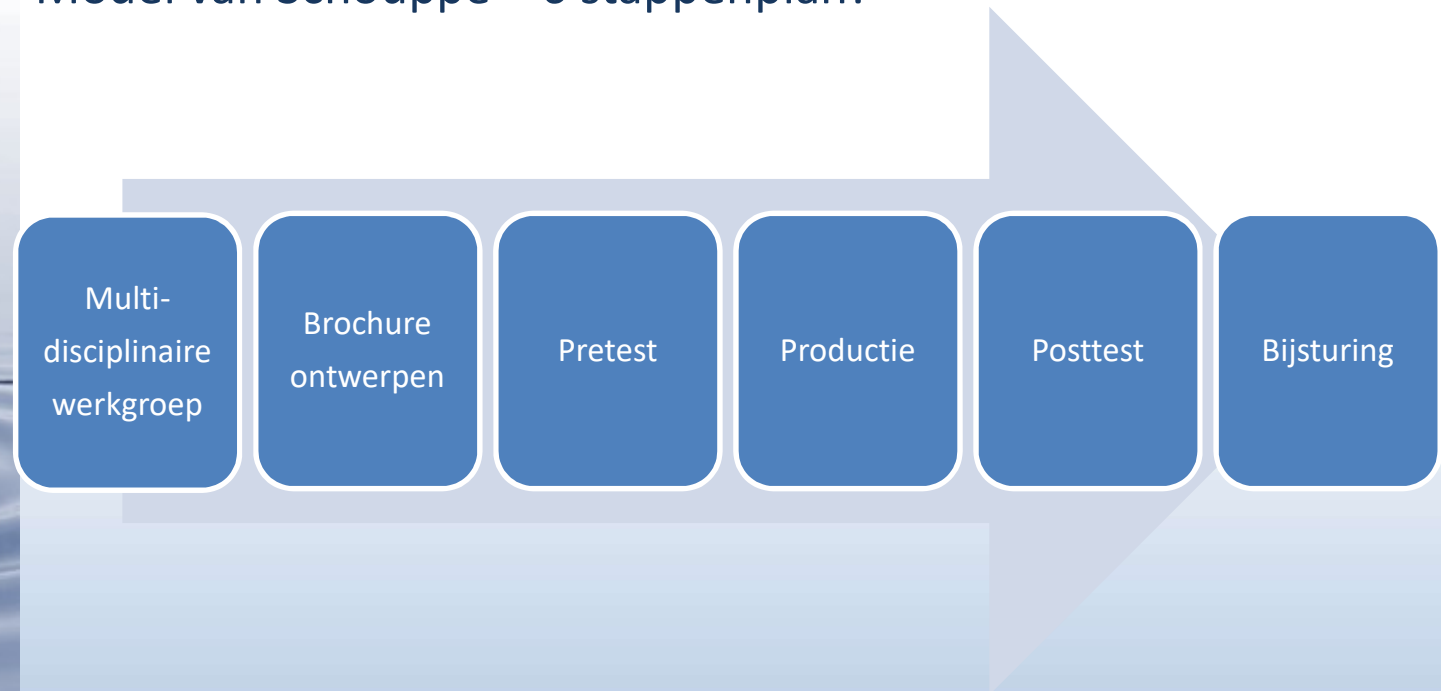 Model van Schouppe – 6 stappenplan:
Multi-
disciplinaire
werkgroep
Brochure
ontwerpen
Pretest
Productie
Posttest
Bijsturing